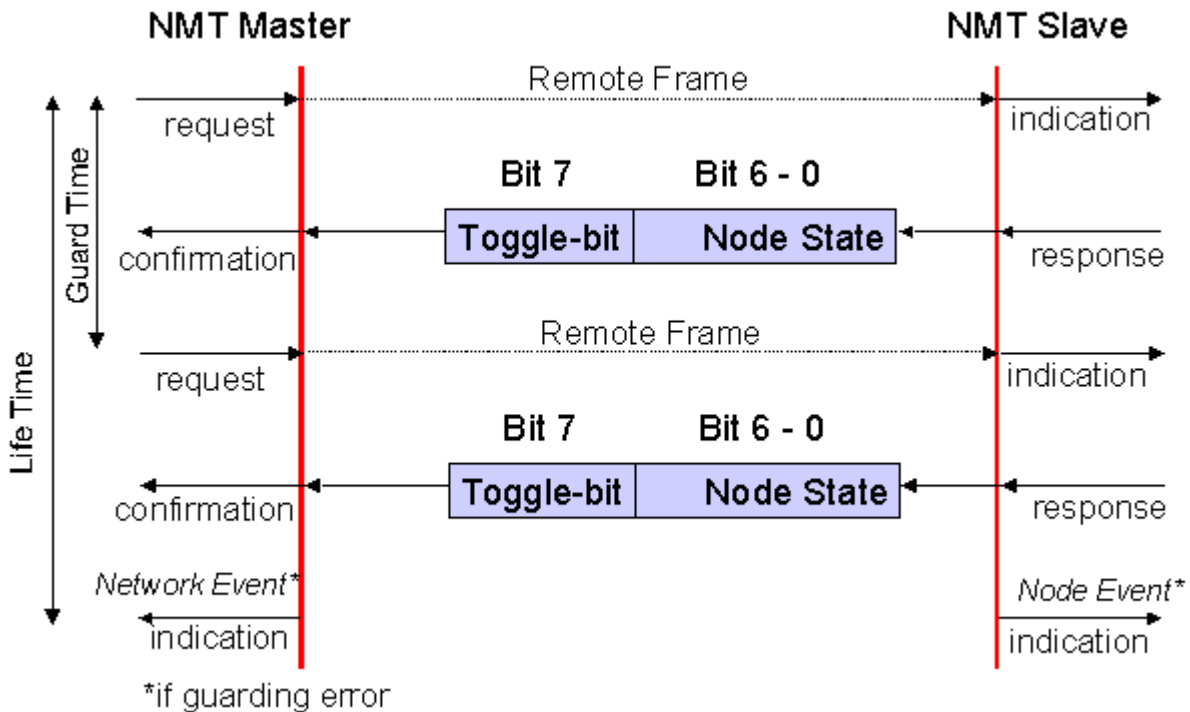 NMT Master
NMT Slave
Remote Frame
request
indication
Bit 7
Bit 6 - 0
Guard Time
Toggle-bit
Node State
confirmation
response
Remote Frame
request
indication
Life Time
Bit 7
Bit 6 - 0
Toggle-bit
Node State
confirmation
response
Network Event*
Node Event*
indication
indication
*if guarding error